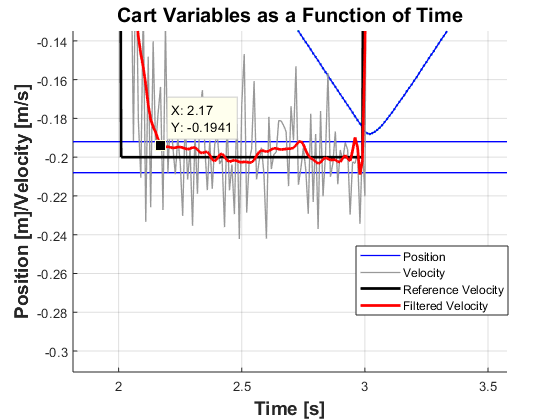 Cart Variables as a Function of Time
Position [m]/Velocity [m/s]
-0.14
-0.16
-0.18
-0.2
-0.22
-0.24
-0.26
-0.28
-0.3
X: 2.17
Y: -0.1941
Position
Velocity
Reference Velocity
Filtered Velocity
2
2.5
3
3.5
Time [s]